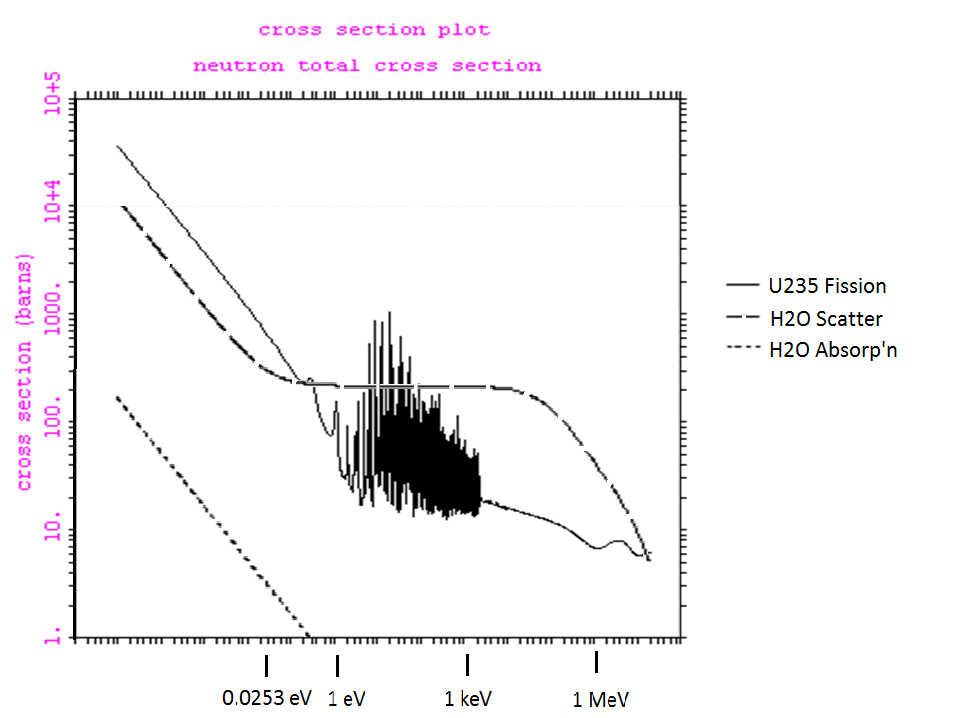 cross section plot
neutron total cross section
10+5
10+4
1000.
100.
10.
1.
cross section (barns)
U235 Fission
H2O Scatter
H2O Absorp'n
0.0253 eV
1 eV
1 keV
1 MeV